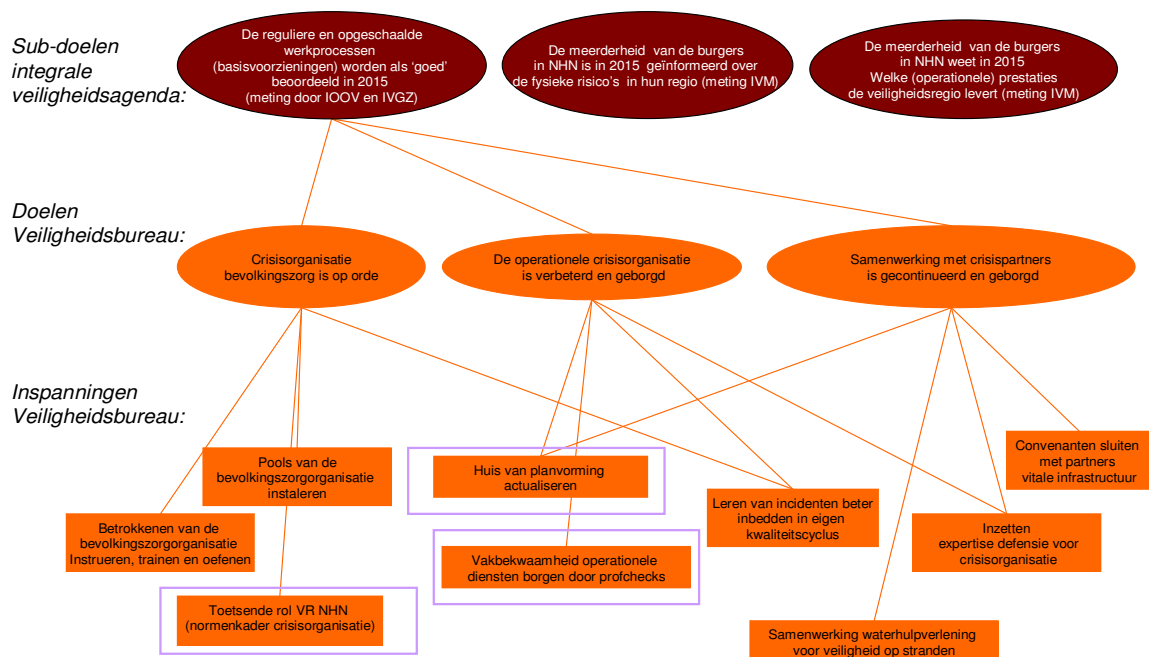 Sub-doelen
integrale
veiligheidsagenda:
De reguliere en opgeschaalde
werkprocessen
(basisvoorzieningen) worden als ‘goed’
beoordeeld in 2015
(meting door IOOV en IVGZ)
De meerderheid van de burgers
in NHN is in 2015 geïnformeerd over
de fysieke risico’s in hun regio (meting IVM)
De meerderheid van de burgers
in NHN weet in 2015
Welke (operationele) prestaties
de veiligheidsregio levert (meting IVM)
Doelen
Veiligheidsbureau:
Crisisorganisatie
bevolkingszorg is op orde
De operationele crisisorganisatie
is verbeterd en geborgd
Samenwerking met crispartners
is gecontinueerd en geborgd
Inspanningen
Veiligheidsbureau:
Pools van de
bevolkingszorgorganisatie
instaleren
Huis van planvorming
actualiseren
Convenanten sluiten
met partners
vitale infrastructuur
Betrokkenen van de
bevolkingszorgorganisatie
Instrueren, trainen en oefenen
Leren van incidenten beter
inbedden in eigen
kwaliteitscyclus
Inzetten
expertise defensie voor
crisisorganisatie
Vakbekwaamheid operationele
diensten borgen door profchecks
Toetsende rol VR NHN
(normenkader crisisorganisatie)
Samenwerking waterhulpverlening
voor veiligheid op stranden